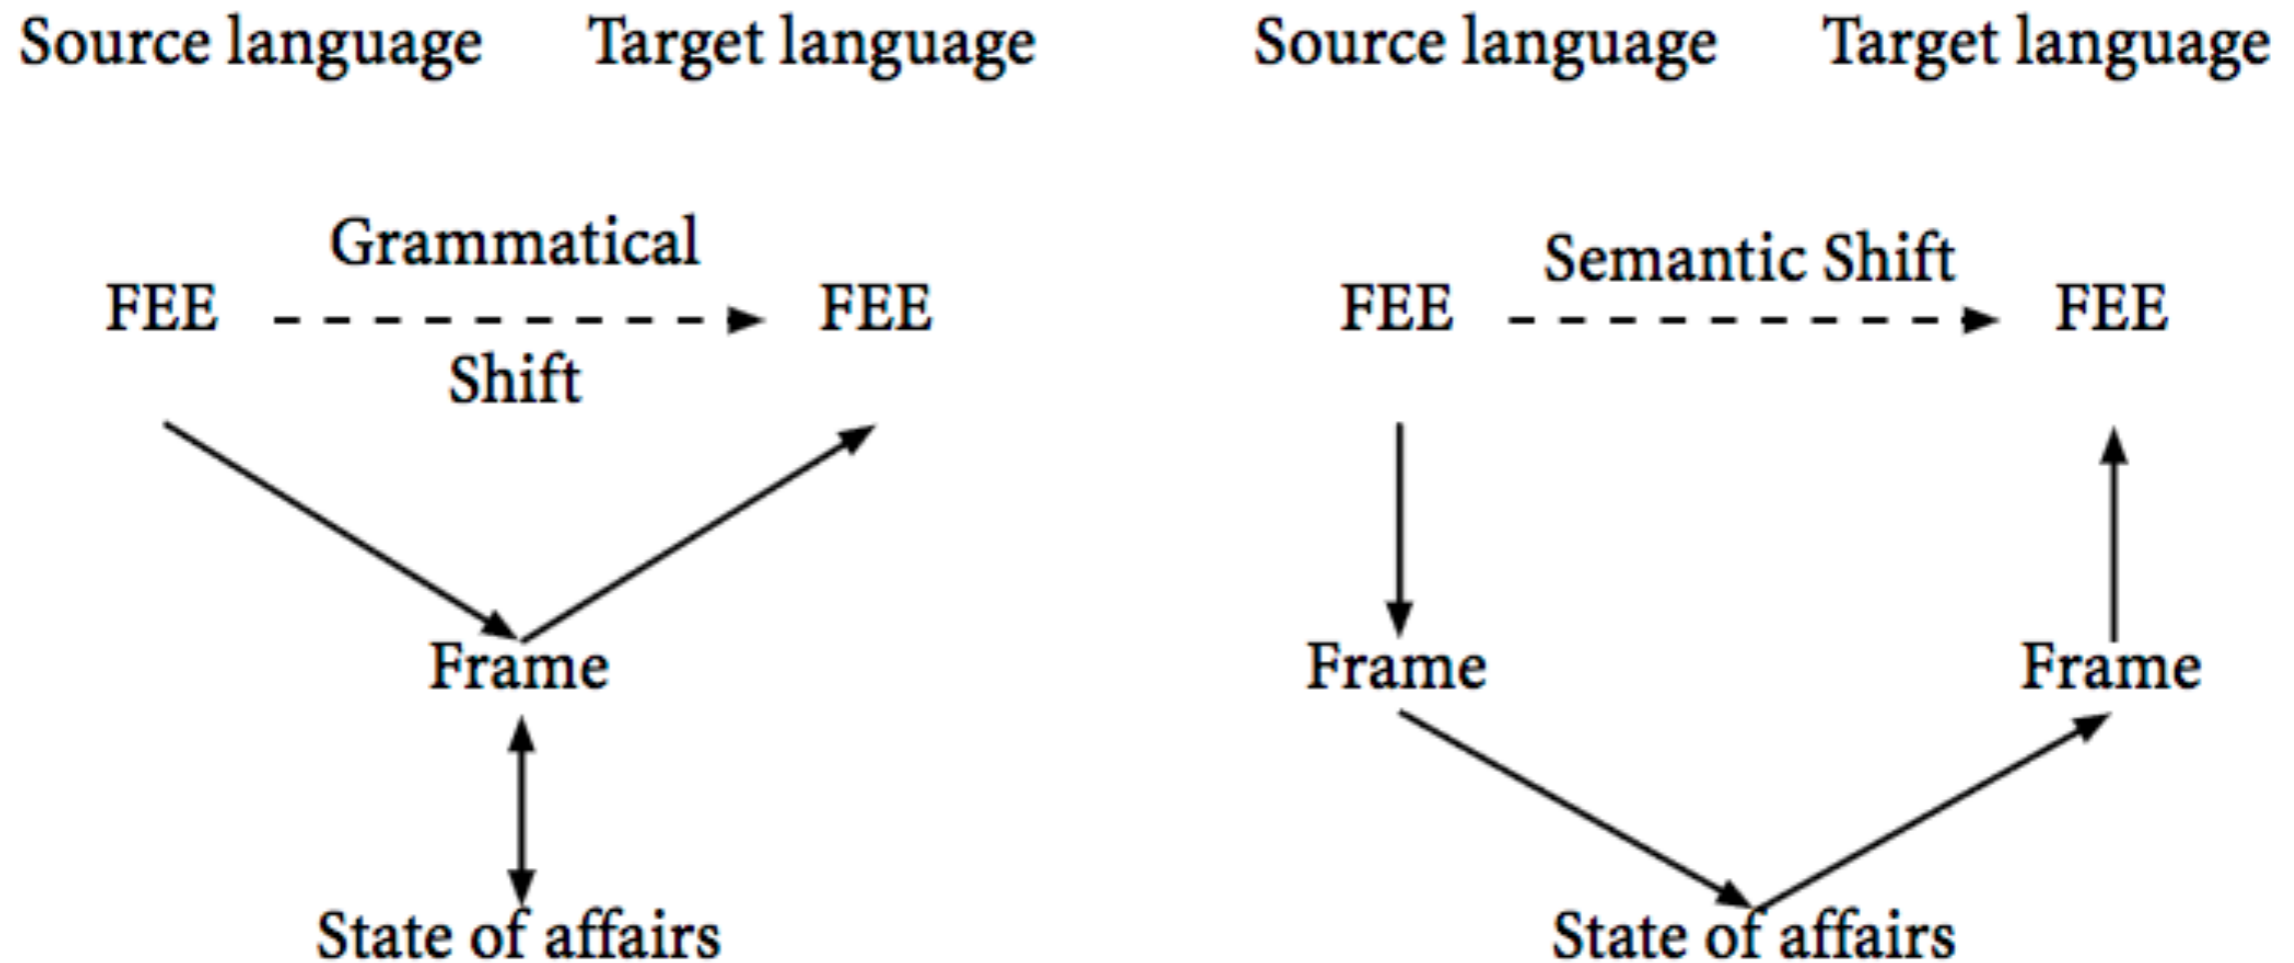 Source language
Target language
Grammatical
FEE
FEE
Shift
Frame
State of affairs
Source language
Target language
Semantic Shift
FEE
FEE
Frame
Frame
State of affairs